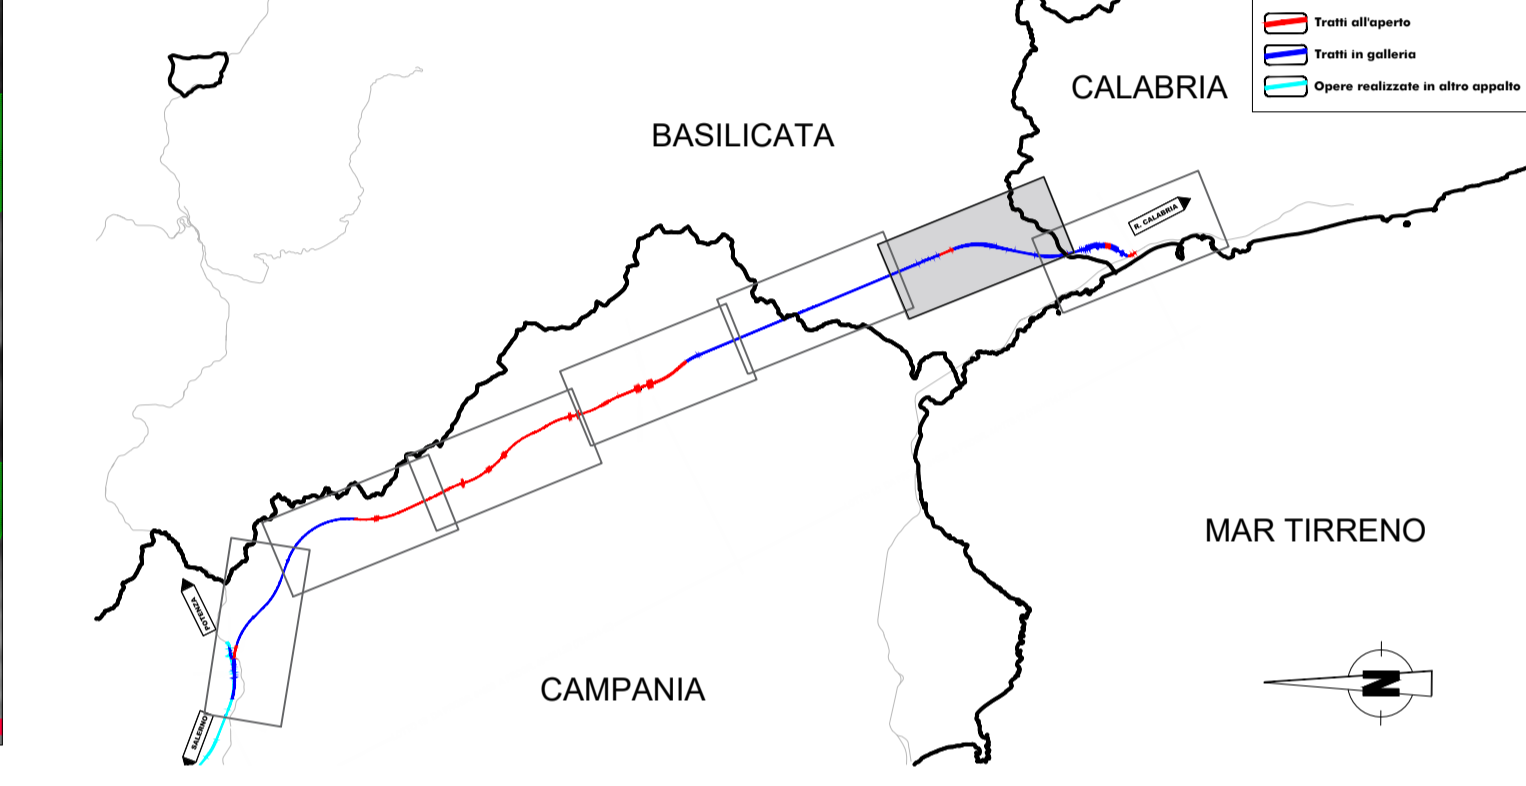 Tratti all'aperto
Tratti in galleria
Opere realizzate in altro appalto
CALABRIA
BASILICATA
R. CALABRIA
MAR TIRRENO
POTENZA
CAMPANIA
N
SALERNO